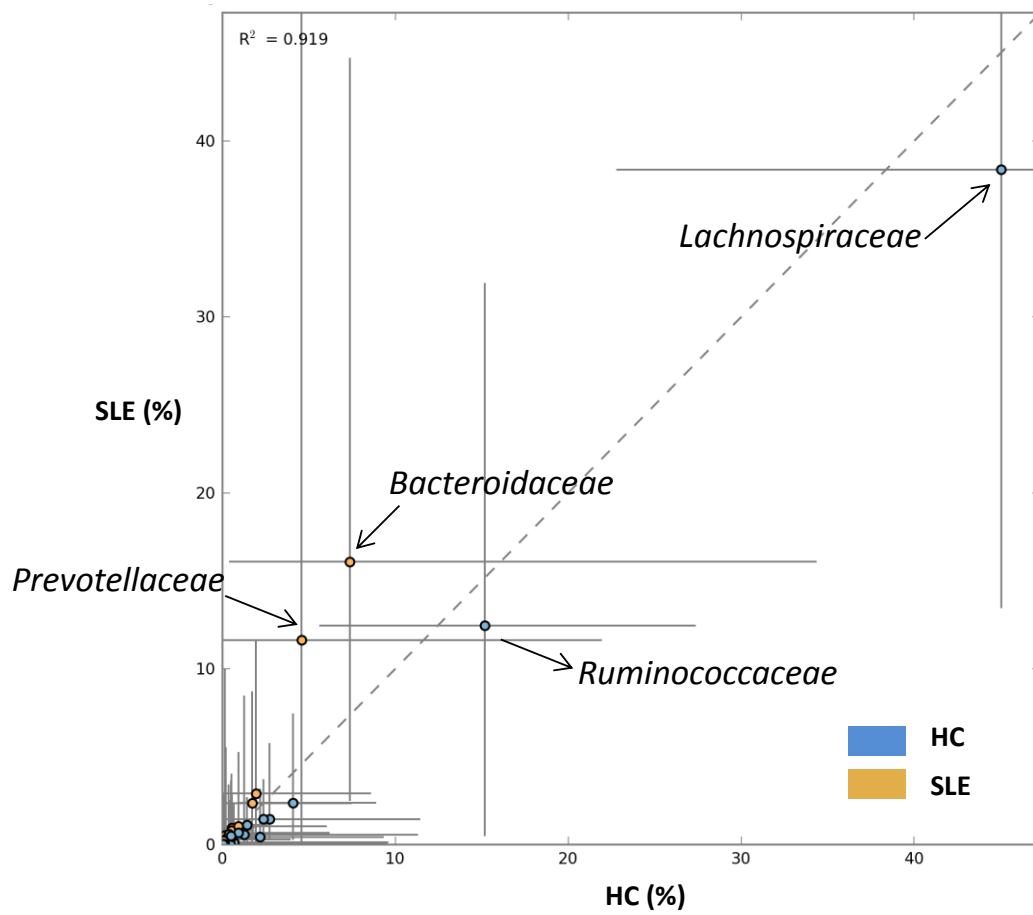 R² = 0.919
40
Lachnospiraceae
30
SLE (%)
Bacteroidaceae
20
Prevotellaceae
Ruminococcaceae
10
HC
SLE
0
0 10 20 30 40
HC (%)